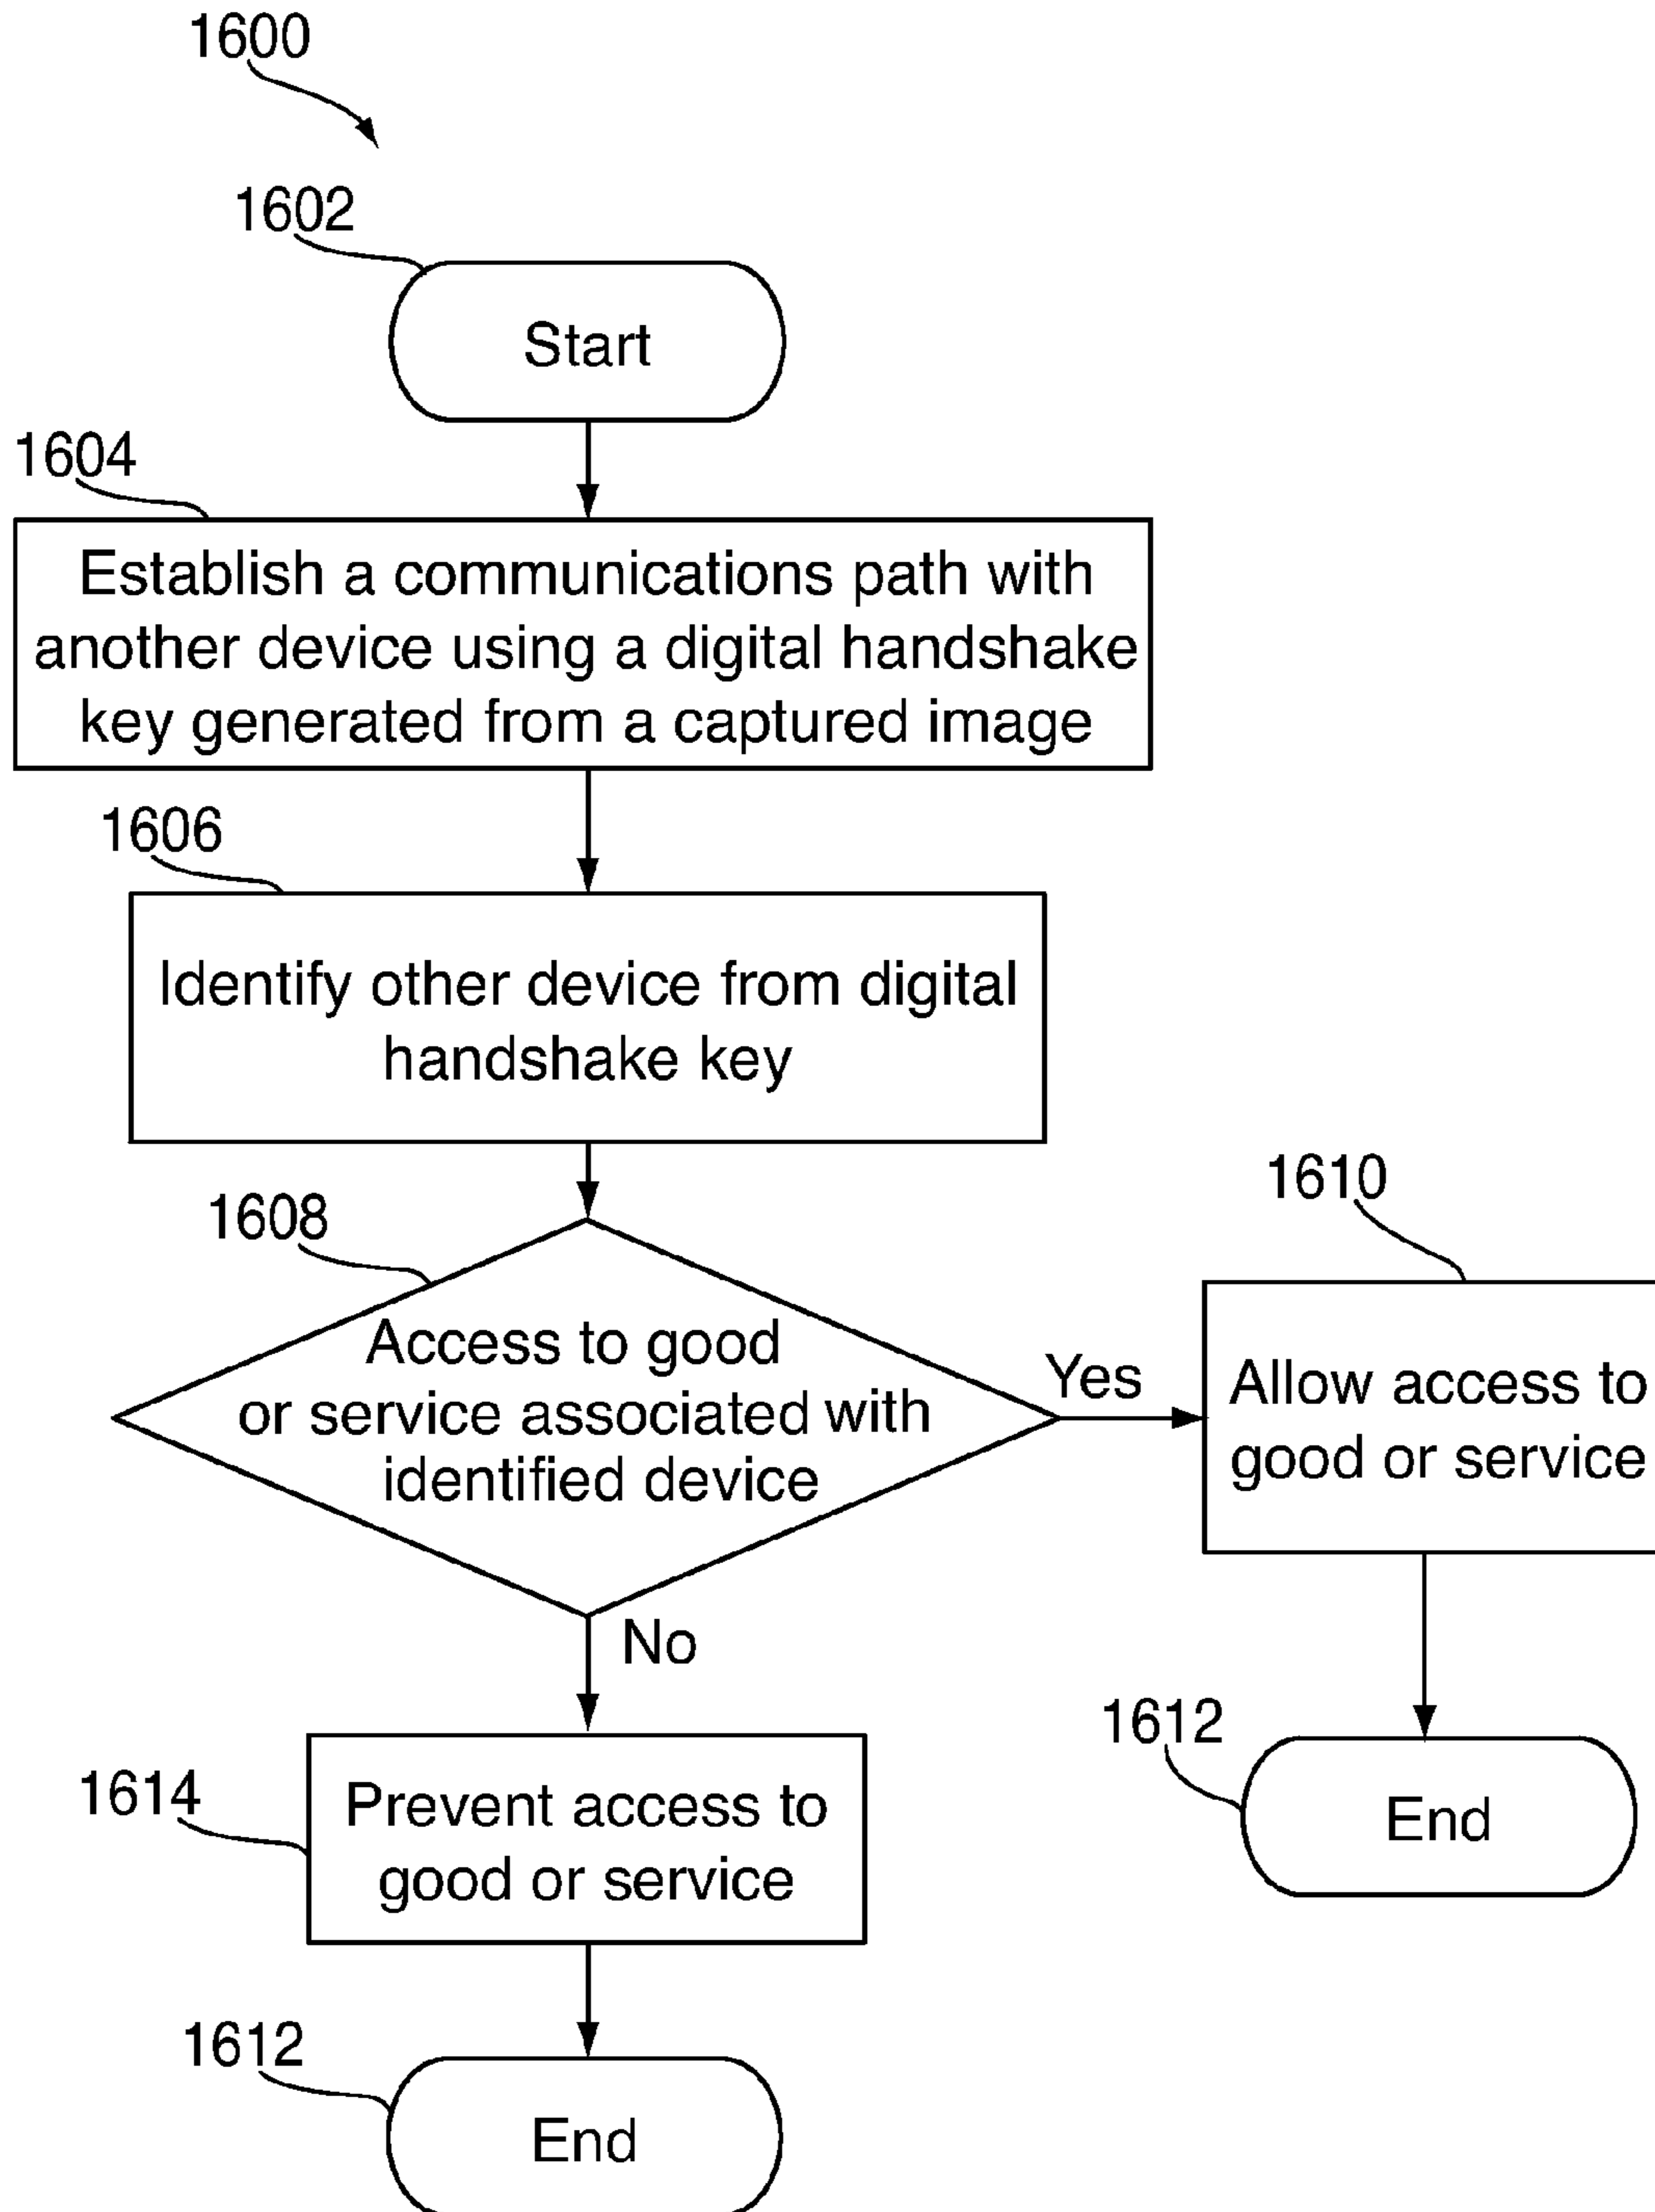 1600
1602
Start
1604
Establish a communications path with
another device using a digital handshake
key generated from a captured image
1606
Identify other device from digital
handshake key
1608
Access to good
or service associated with
identified device
Yes
1610
Allow access to
good or service
No
1612
End
1614
Prevent access to
good or service
1612
End